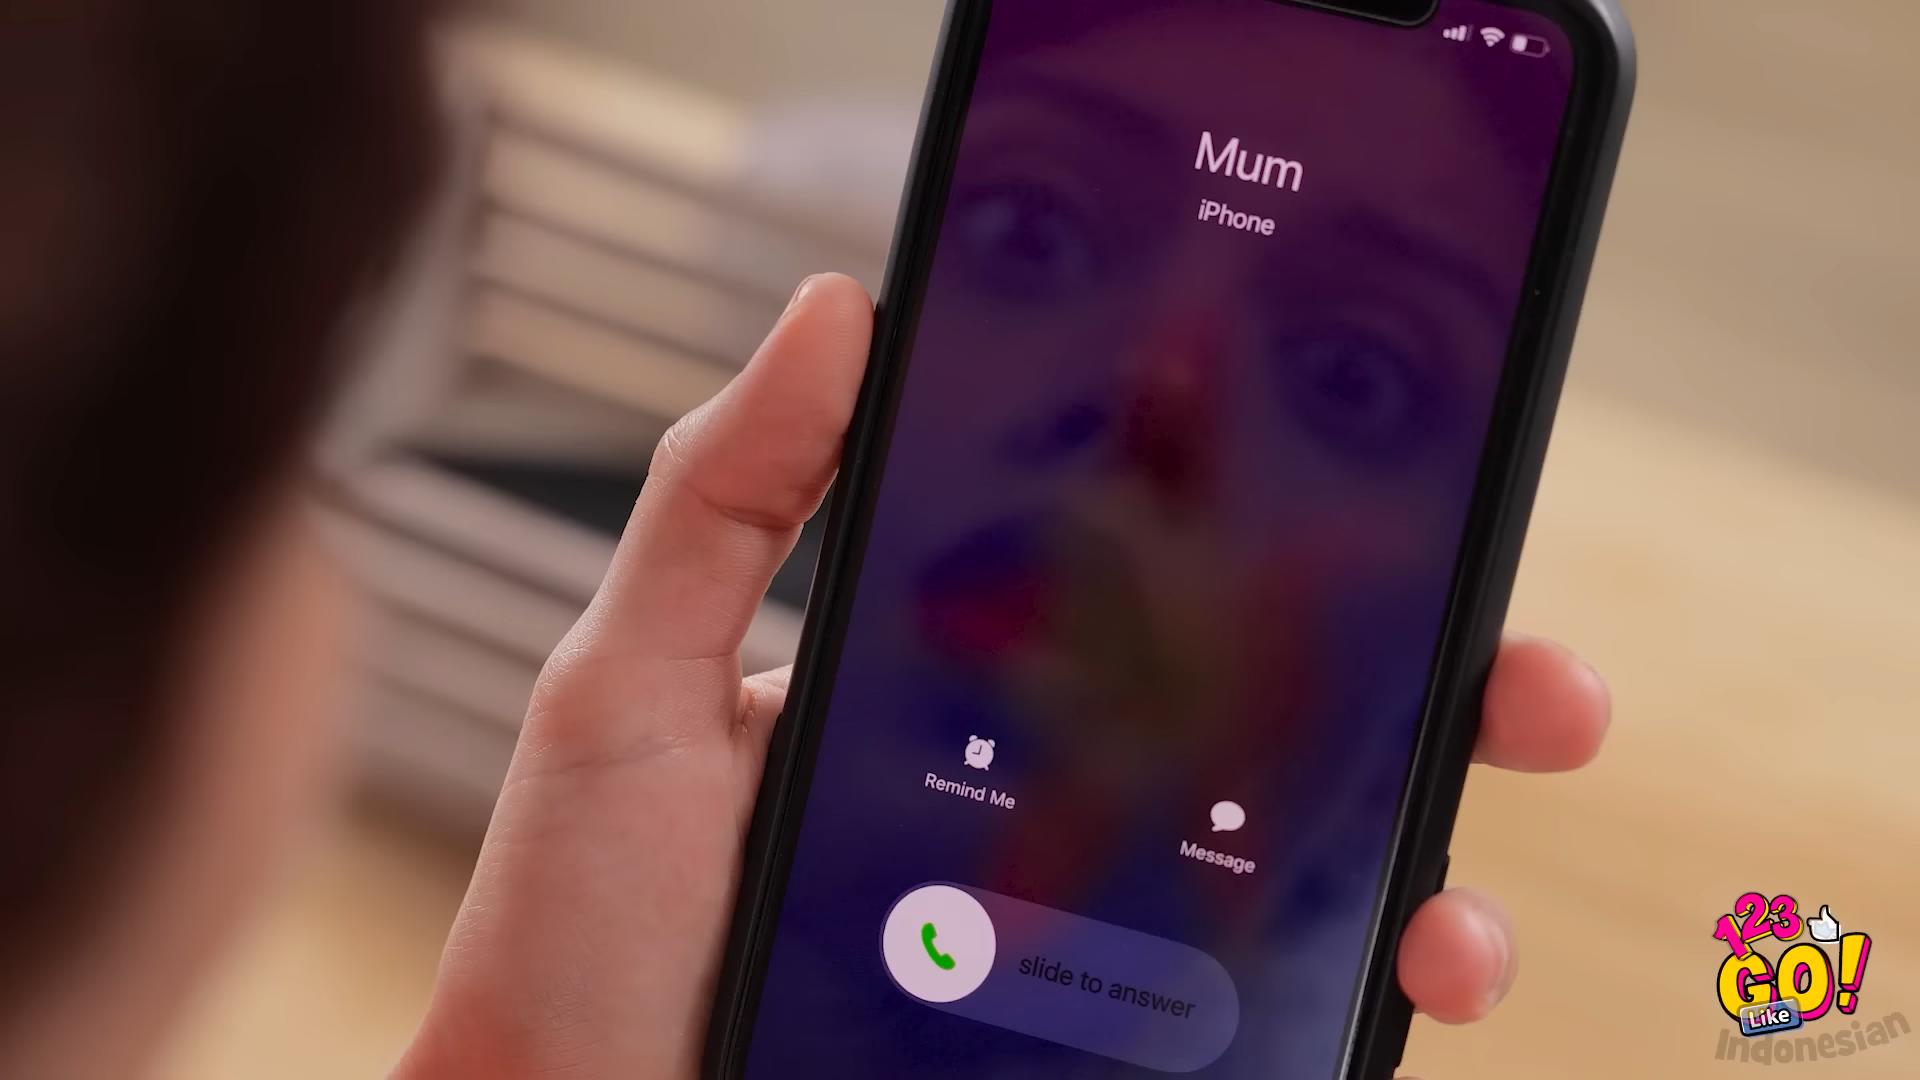 Mum
iPhone
Remind Me
Message
slide to answer
123
GO!
Like
Indonesian